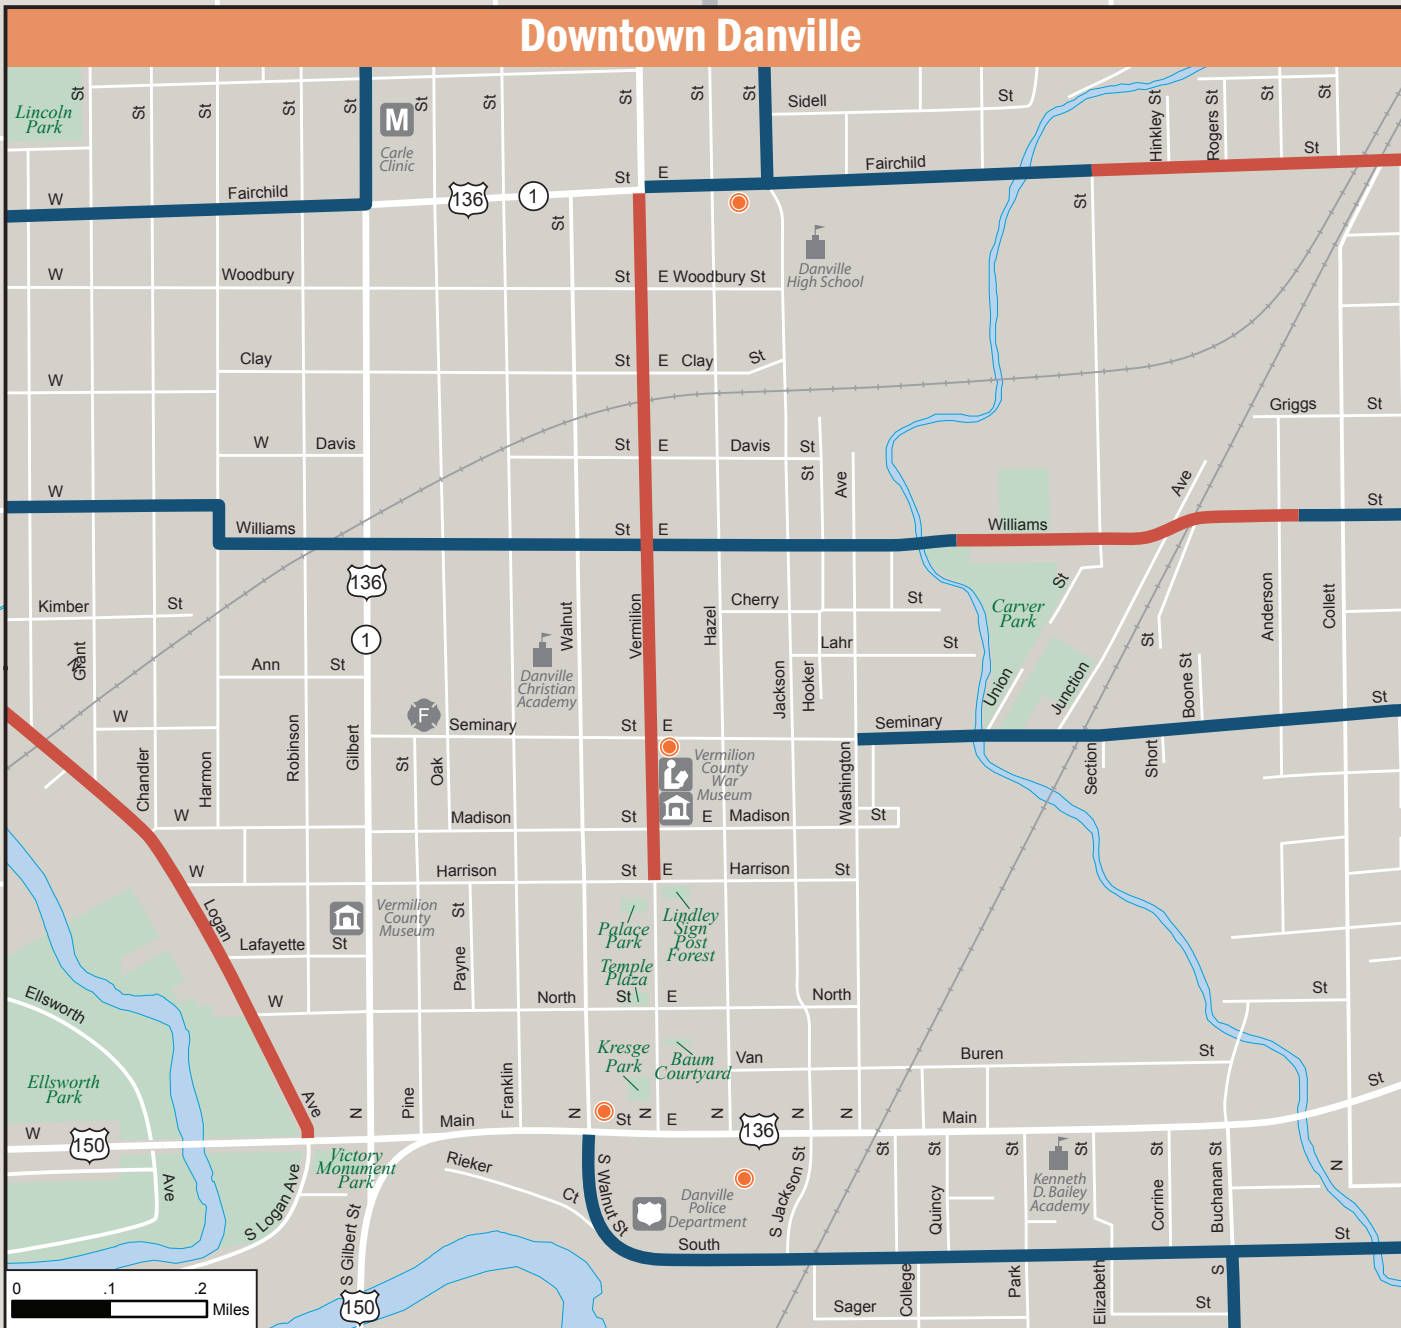 Downtown Danville
Lincoln
Park
St
St
St
St
St
St
St
St
St
St
Sidell
St
Hinkley St
Rogers St
St
St
M
Carle
Clinic
W
Fairchild
136
1
St
E
Fairchild
St
St
St
Danville
High School
W
Woodbury
St
E Woodbury St
Clay
St
E Clay St
W
W
Davis
St
E
Davis
St
St
Ave
Griggs
St
W
Williams
St
E
Williams
Ave
St
136
1
Kimber
St
N
Grant
Ann
St
Walnut
Vermilion
Hazel
Cherry
St
Lahr
St
Carver
Park
St
Union
Junction
St
Boone St
Anderson
Collett
Danville
Christian
Academy
F
Jackson
Hooker
W
Seminary
St
E
Seminary
St
Chandler
Harmon
Robinson
Gilbert
St
Oak
Vermilion
County
War
Museum
Washington
Section
Short
W
Madison
St
E
Madison
St
W
Harrison
St
E
Harrison
St
Logan
Ave
Vermilion
County
Museum
St
Payne
Palace
Park
Lindley
Sign
Post
Forest
Lafayette
St
Temple
Plaza
W
North
St
E
North
St
Ellsworth
Ave
Kresge
Park
Baum
Courtyard
Van
Buren
St
Ellsworth
Park
N
Pine
Franklin
N
N
N
N
N
W
150
Main
St
E
136
Main
St
Victory
Monument
Park
Rieker
Ct
S Walnut St
S Logan Ave
S Gilbert St
Danville
Police
Department
S Jackson St
St
College
St
Quincy
St
Park
Kenneth
D. Bailey
Academy
St
Elizabeth
St
Corrine
Buchanan St
S
N
South
St
150
Sager
St
0
.1
.2
Miles